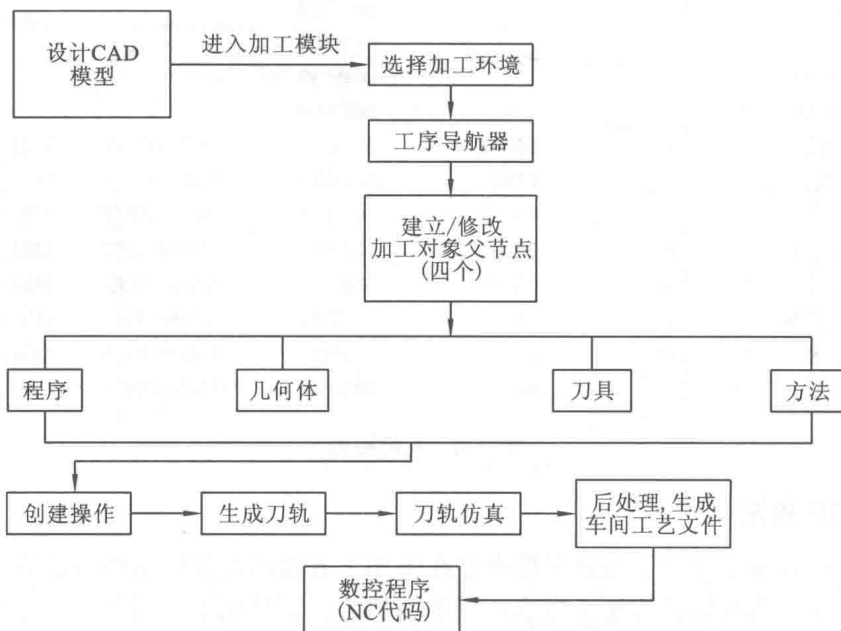 设计CAD
模型
进入加工模块
选择加工环境
工序导航器
建立/修改
加工对象父节点
(四个)
程序
几何体
刀具
方法
创建操作
生成刀轨
刀轨仿真
后处理,生成
车间工艺文件
数控程序
(NC代码)